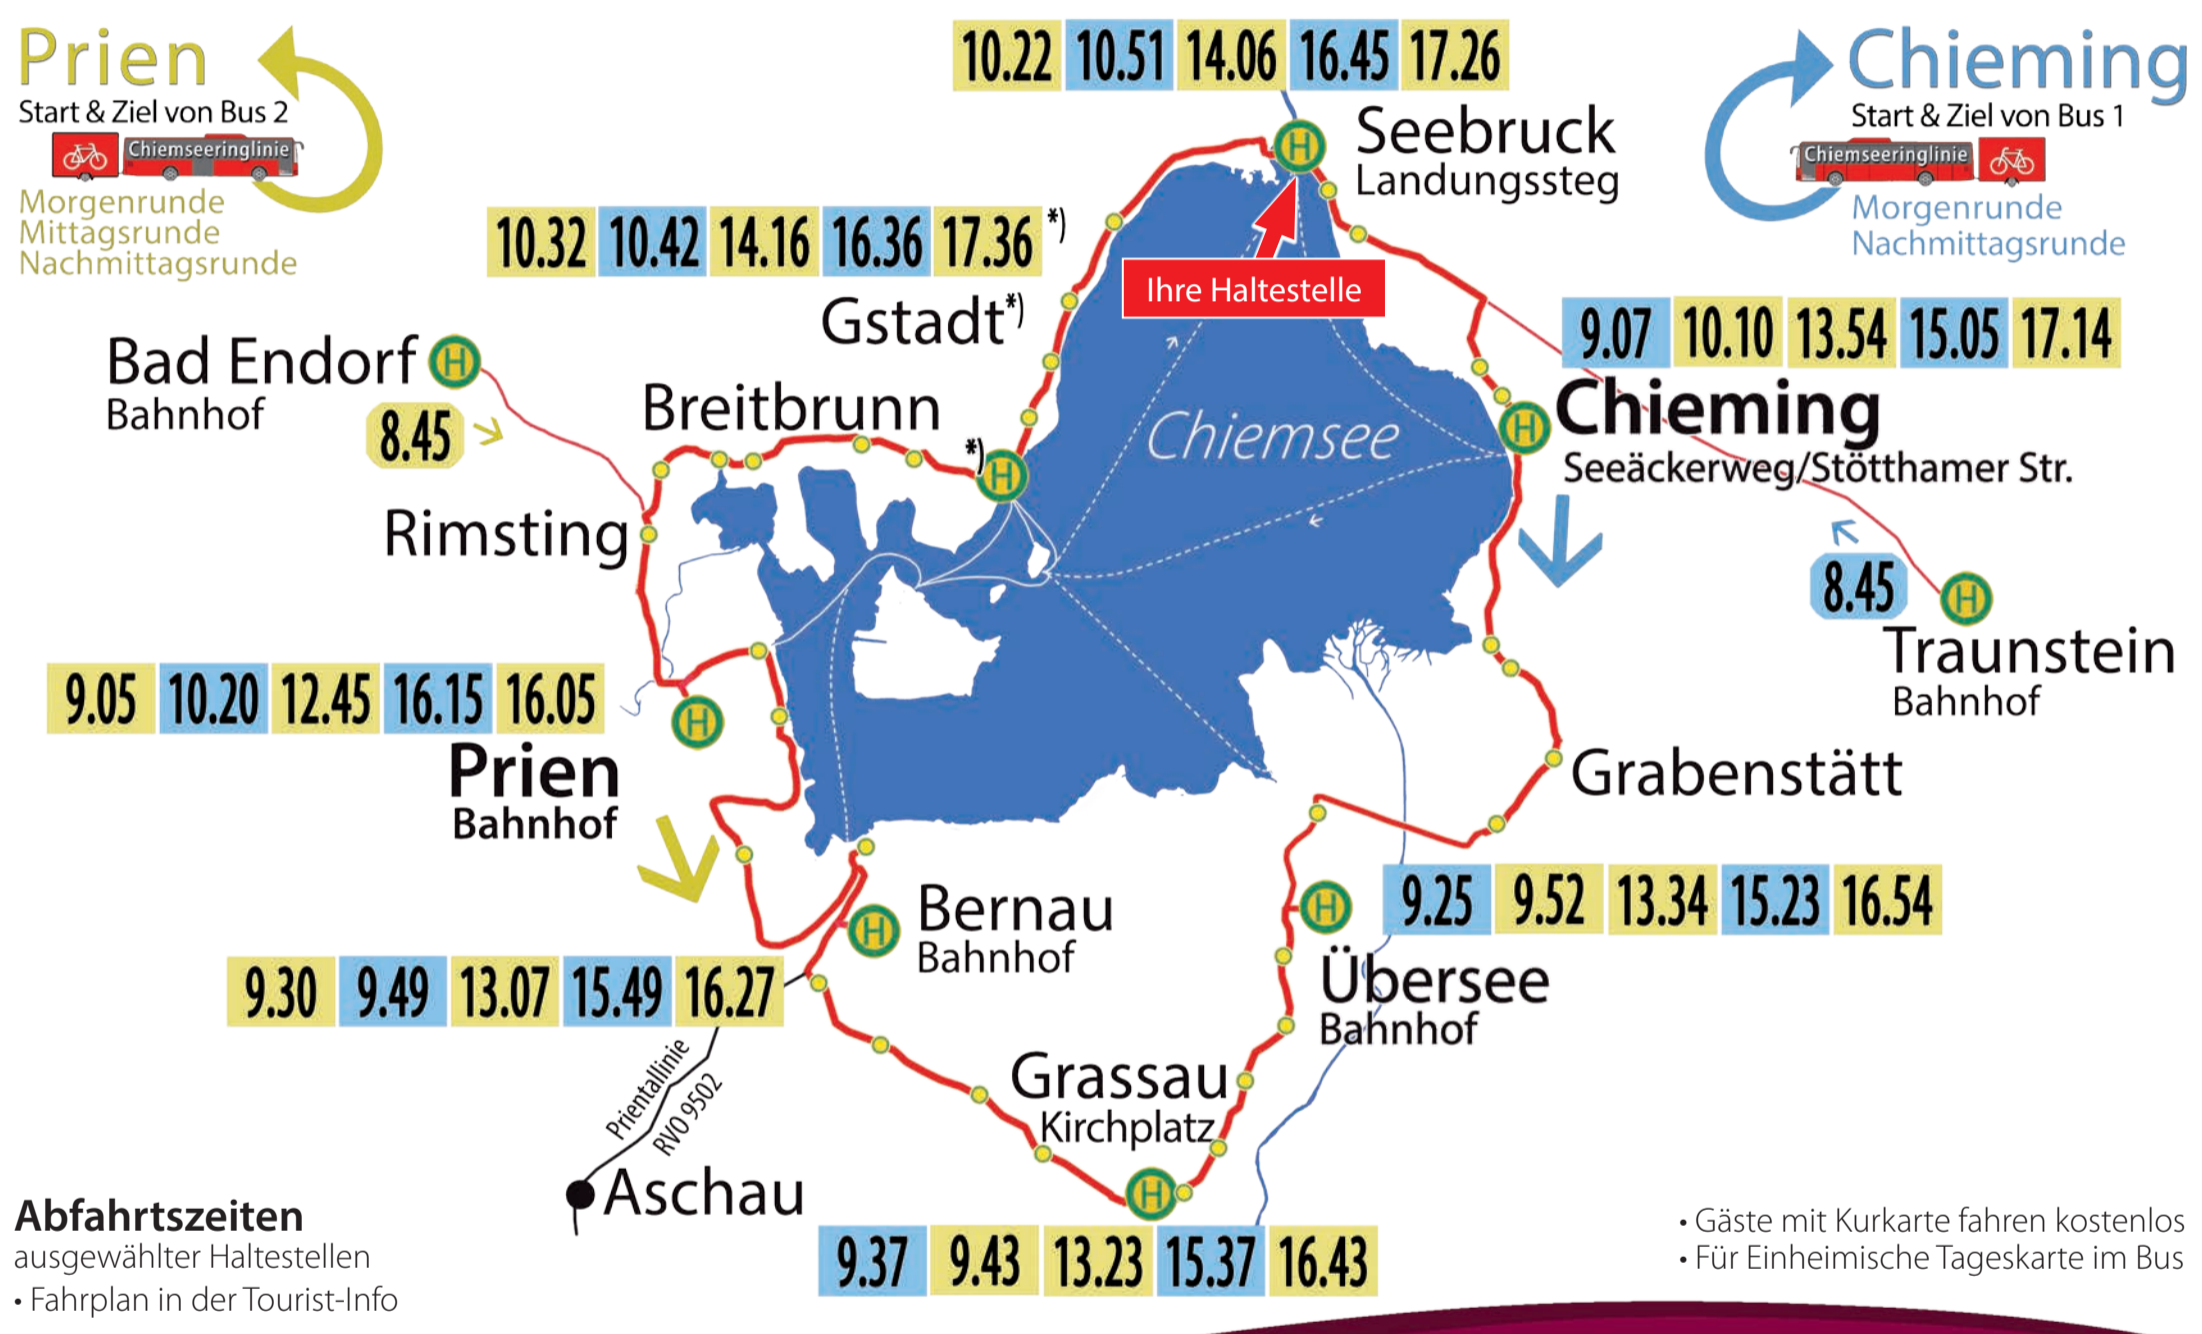 Prien
Start & Ziel von Bus 2
Chiemseeringlinie
Morgenrunde
Mittagsrunde
Nachmittagsrunde
10.22 10.51 14.06 16.45 17.26
Seebruck
Landungssteg
Chieming
Start & Ziel von Bus 1
Chiemseeringlinie
Morgenrunde
Nachmittagsrunde
10.32 10.42 14.16 16.36 17.36 *)
Gstadt*)
Ihre Haltestelle
9.07 10.10 13.54 15.05 17.14
Chieming
Seeäckerweg/Stötthamer Str.
Bad Endorf H
Bahnhof
8.45
Breitbrunn
*)
H
H
H
Chiemsee
Rimsting
8.45
H
Traunstein
Bahnhof
9.05 10.20 12.45 16.15 16.05
H
Prien
Bahnhof
Grabenstätt
Bernau
Bahnhof
H
9.25 9.52 13.34 15.23 16.54
H
Übersee
Bahnhof
9.30 9.49 13.07 15.49 16.27
Prientallinie
RVO 9502
Aschau
Grassau
Kirchplatz
H
9.37 9.43 13.23 15.37 16.43
Abfahrtszeiten
ausgewählter Haltestellen
• Fahrplan in der Tourist-Info
• Gäste mit Kurkarte fahren kostenlos
• Für Einheimische Tageskarte im Bus